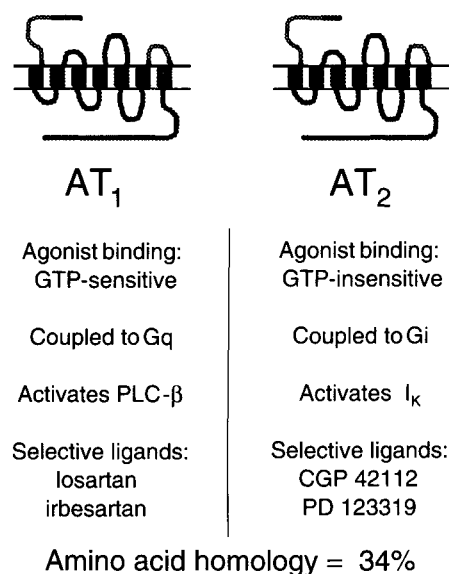 AT₁
Agonist binding:
GTP-sensitive
Coupled to Gq
Activates PLC-β
Selective ligands:
losartan
irbesartan
AT₂
Agonist binding:
GTP-insensitive
Coupled to Gi
Activates I_K
Selective ligands:
CGP 42112
PD 123319
Amino acid homology = 34%